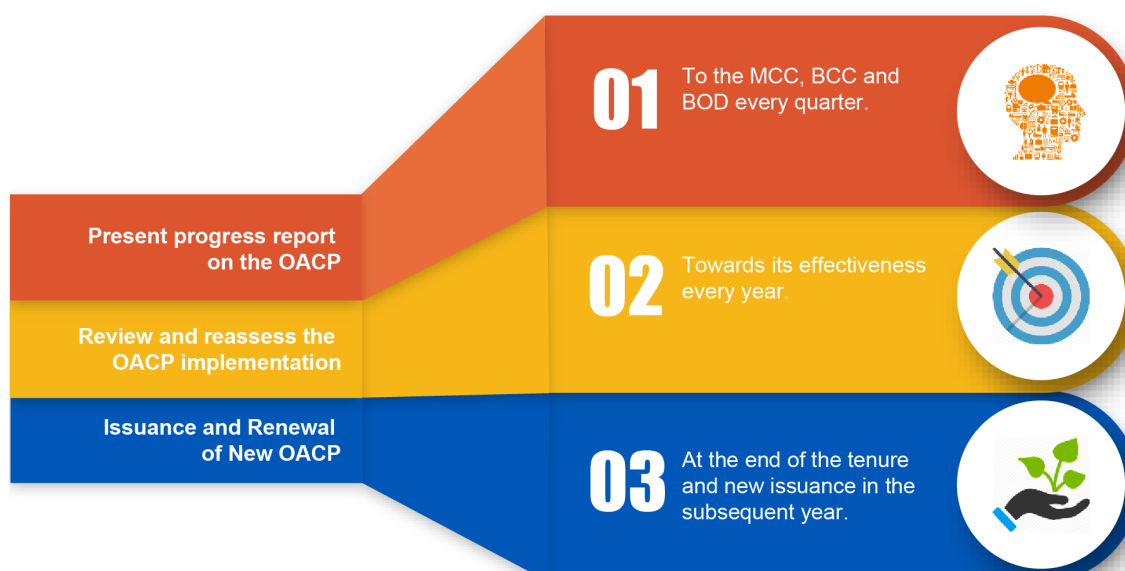 Present progress report
on the OACP
01
To the MCC, BCC and
BOD every quarter.
Review and reassess the
OACP implementation
02
Towards its effectiveness
every year.
Issuance and Renewal
of New OACP
03
At the end of the tenure
and new issuance in the
subsequent year.